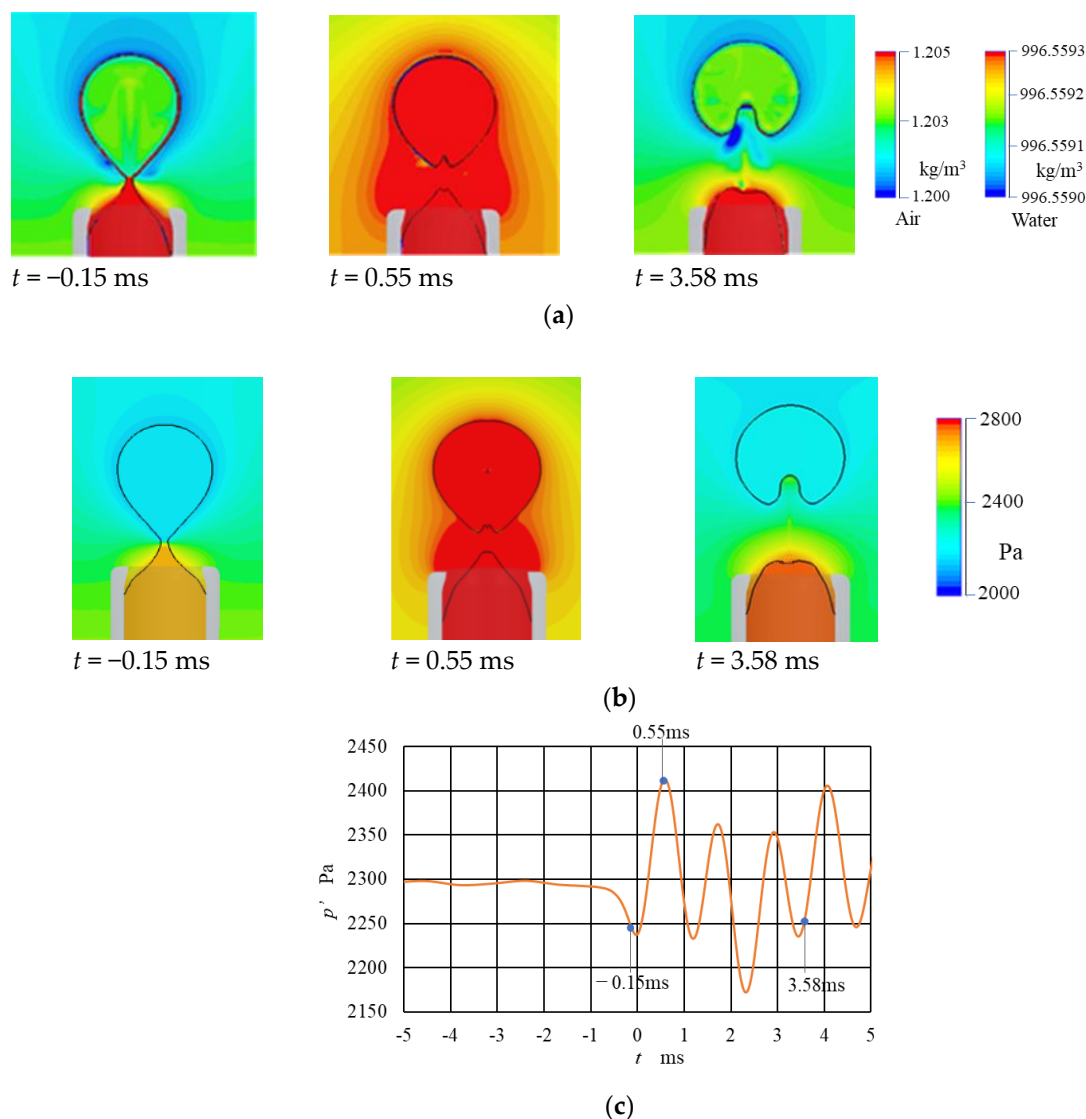 1.205
1.203
kg/m³
1.200
Air
996.5593
996.5592
996.5591
kg/m³
996.5590
Water
t = −0.15 ms
t = 0.55 ms
t = 3.58 ms
(a)
2800
2400
Pa
2000
t = −0.15 ms
t = 0.55 ms
t = 3.58 ms
(b)
0.55ms
2450
2400
2350
2300
2250
2200
2150
p' Pa
−0.15ms
3.58ms
-5 -4 -3 -2 -1 0 1 2 3 4 5
t ms
(c)